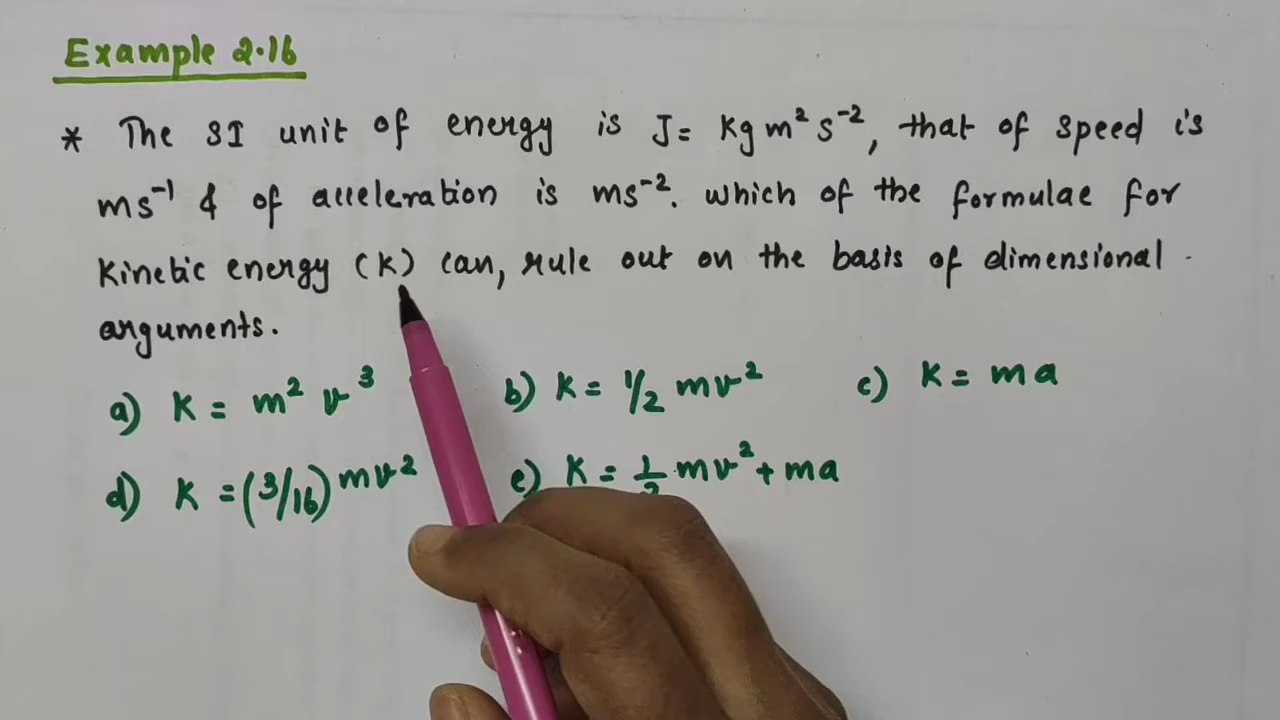 Example 2.16
* The SI unit of energy is J= Kg m² s⁻², that of speed is
ms⁻¹ & of acceleration is ms⁻². which of the formulae for
Kinetic energy (K) can, rule out on the basis of dimensional
arguments.
a) K = m² v³ b) K = 1/2 mv² c) K = ma
d) K = (3/16) mv² e) K = 1/2 mv² + ma